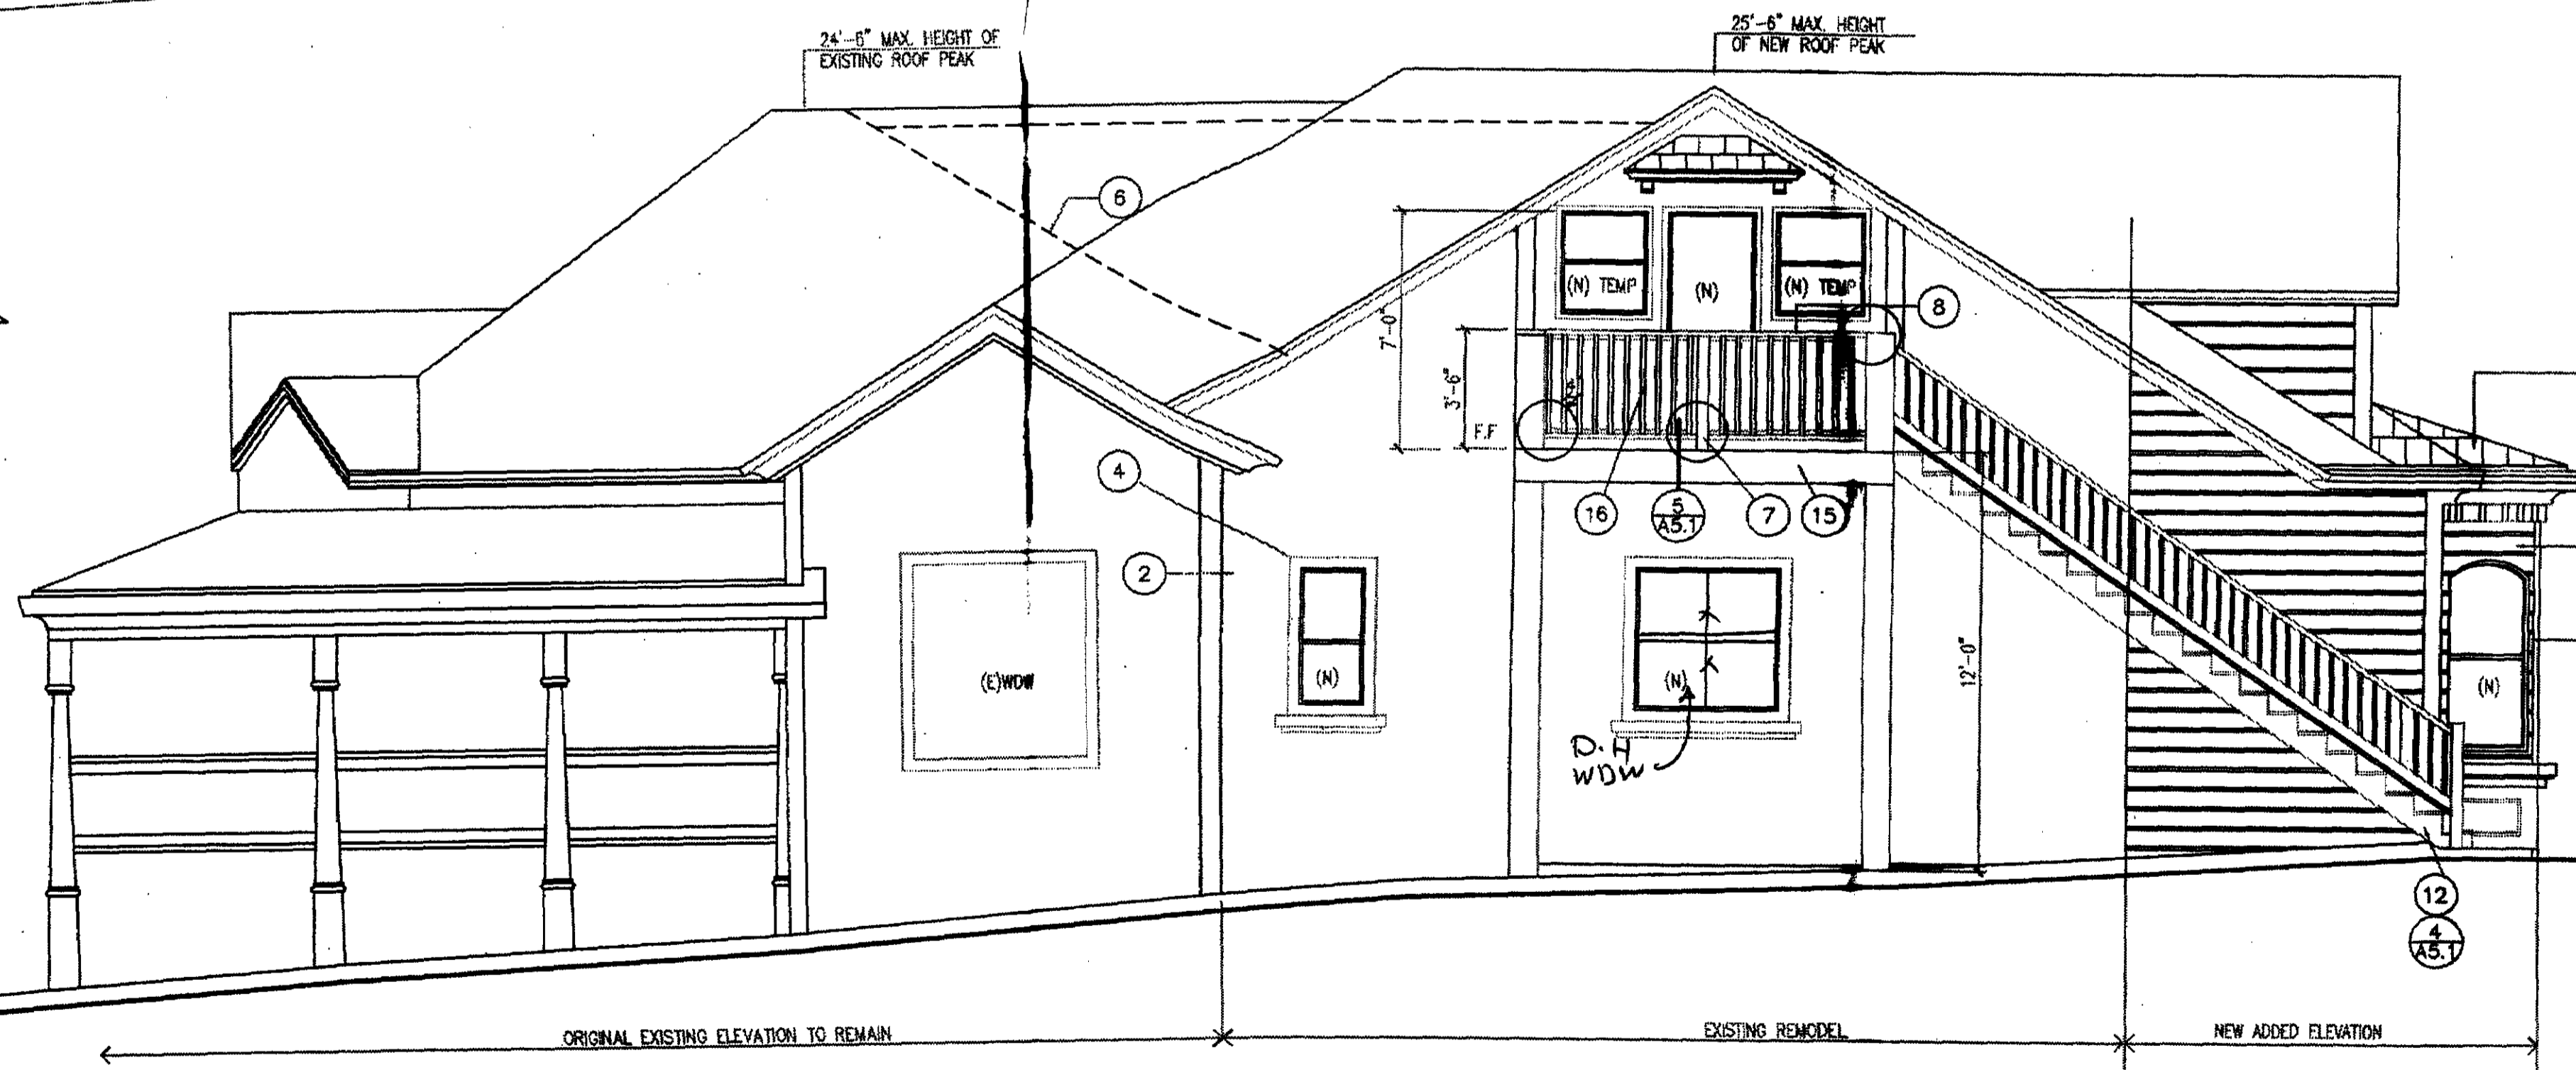 24'-6" MAX. HEIGHT OF
EXISTING ROOF PEAK
25'-6" MAX. HEIGHT
OF NEW ROOF PEAK
6
(N) TEMP
(N)
(N) TEMP
8
7'-0"
3'-6"
F.F
4
16
5
A5.1
7
15
2
(E)WDW
(N)
(N)
D.H
WDW
12'-0"
(N)
12
4
A5.1
ORIGINAL EXISTING ELEVATION TO REMAIN
EXISTING REMODEL
NEW ADDED ELEVATION